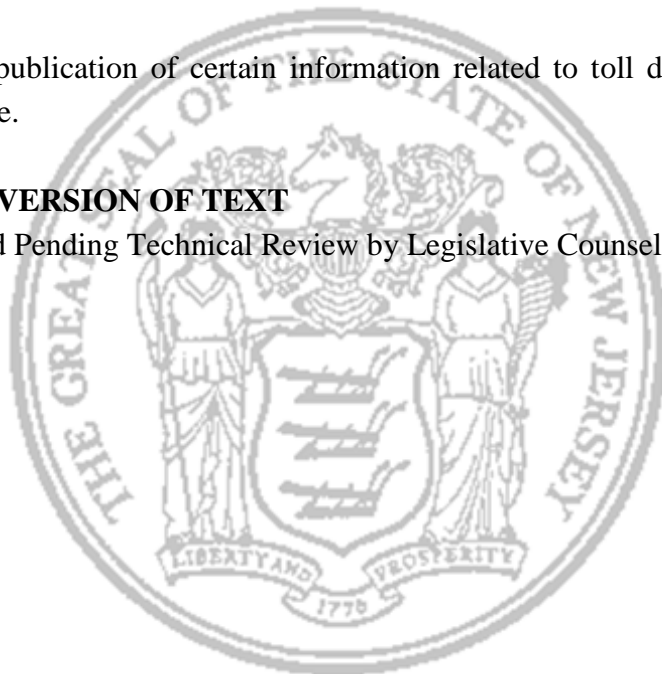 publication of certain information related to toll d
e.
VERSION OF TEXT
d Pending Technical Review by Legislative Counsel
THE GREAT SEAL OF THE STATE OF NEW JERSEY
LIBERTY AND PROSPERITY
1776